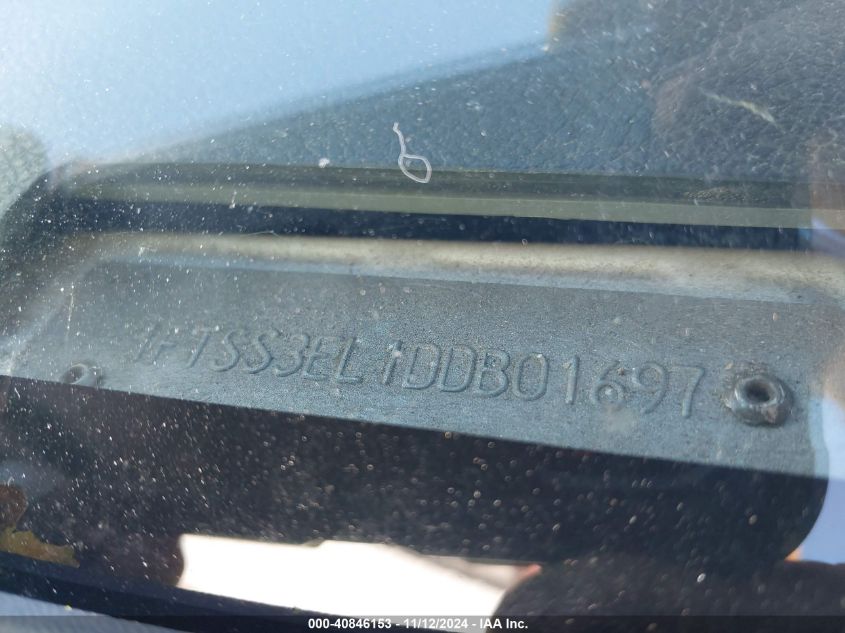 1FTSS3EL1DDB01697
000-40846153 - 11/12/2024 - IAA Inc.